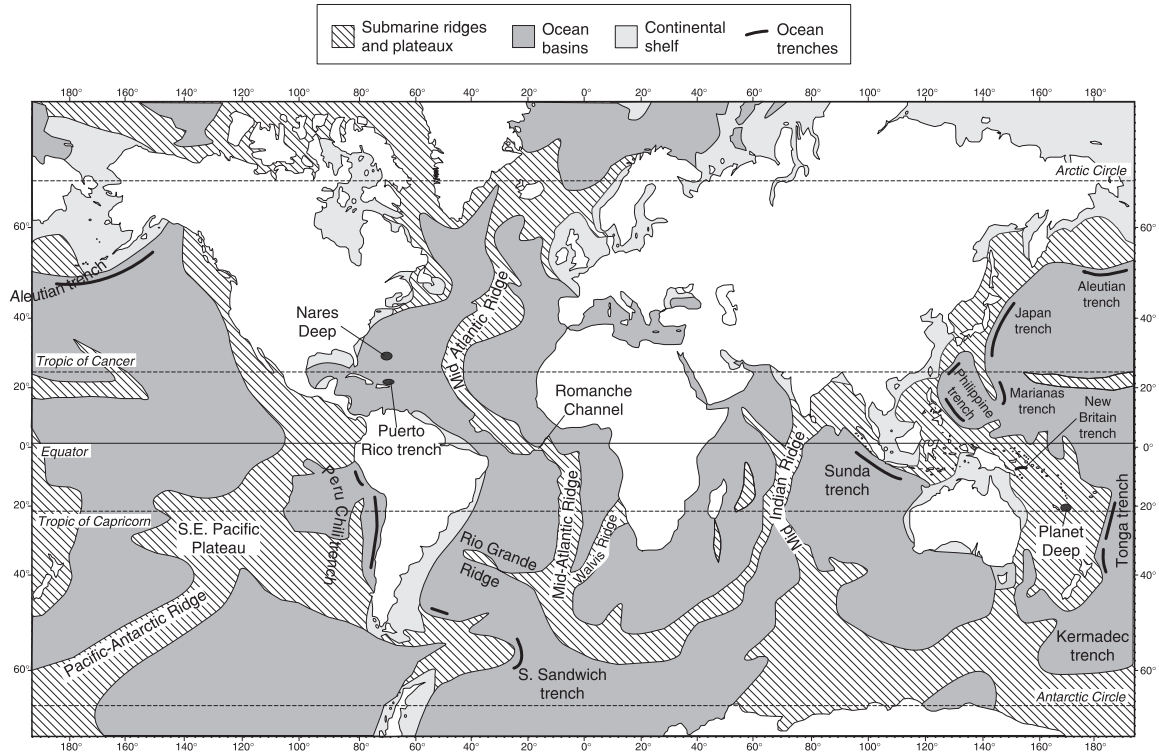 Submarine ridges
and plateaux
Ocean
basins
Continental
shelf
Ocean
trenches
180° 160° 140° 120° 100° 80° 60° 40° 20° 0° 20° 40° 60° 80° 100° 120° 140° 160° 180°
Arctic Circle
60° 60°
Aleutian trench
Aleutian
trench
Nares
Deep
Mid Atlantic Ridge
Japan
trench
40° 40°
Tropic of Cancer
20° 20°
Romanche
Channel
Philippine
trench
Marianas
trench
New
Britain
trench
Puerto
Rico trench
0° 0°
Equator
Peru Chili trench
Mid Indian Ridge
Sunda
trench
20° 20°
Tropic of Capricorn
S.E. Pacific
Plateau
Mid-Atlantic Ridge
Walvis Ridge
Rio Grande
Ridge
Planet
Deep
Tonga trench
40° 40°
Pacific-Antarctic Ridge
Kermadec
trench
60° 60°
S. Sandwich
trench
Antarctic Circle
180° 160° 140° 120° 100° 80° 60° 40° 20° 0° 20° 40° 60° 80° 100° 120° 140° 160° 180°